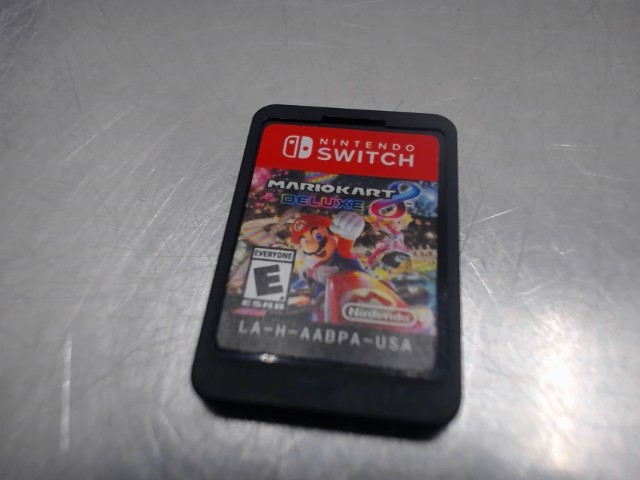 NINTENDO
SWITCH
MARIOKART 8
DELUXE
EVERYONE
E
ESRB
Nintendo
LA-H-AABPA-USA